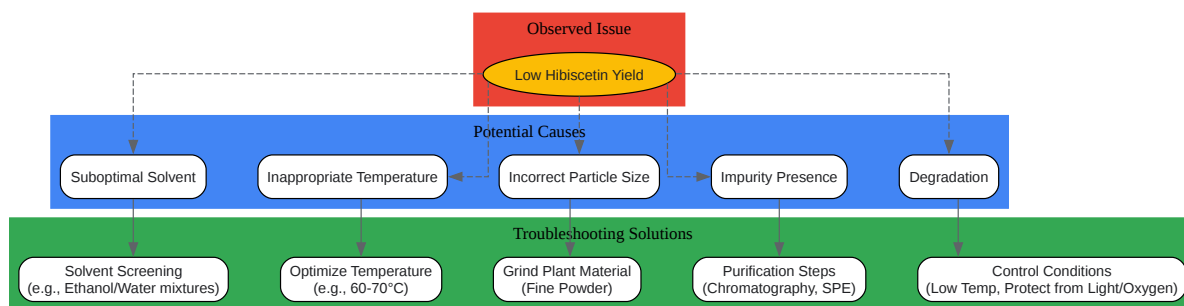 Observed Issue
Low Hibiscetin Yield
Potential Causes
Suboptimal Solvent
Inappropriate Temperature
Incorrect Particle Size
Impurity Presence
Degradation
Troubleshooting Solutions
Solvent Screening
(e.g., Ethanol/Water mixtures)
Optimize Temperature
(e.g., 60-70°C)
Grind Plant Material
(Fine Powder)
Purification Steps
(Chromatography, SPE)
Control Conditions
(Low Temp, Protect from Light/Oxygen)